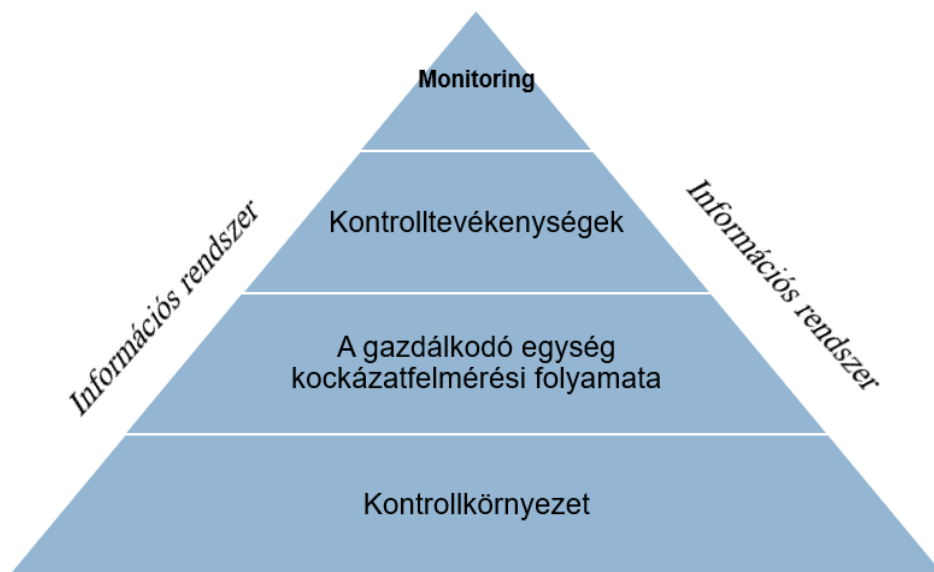 Monitoring
Kontrolltevékenységek
Információs rendszer
Információs rendszer
A gazdálkodó egység
kockázatfelmérési folyamata
Kontrollkörnyezet